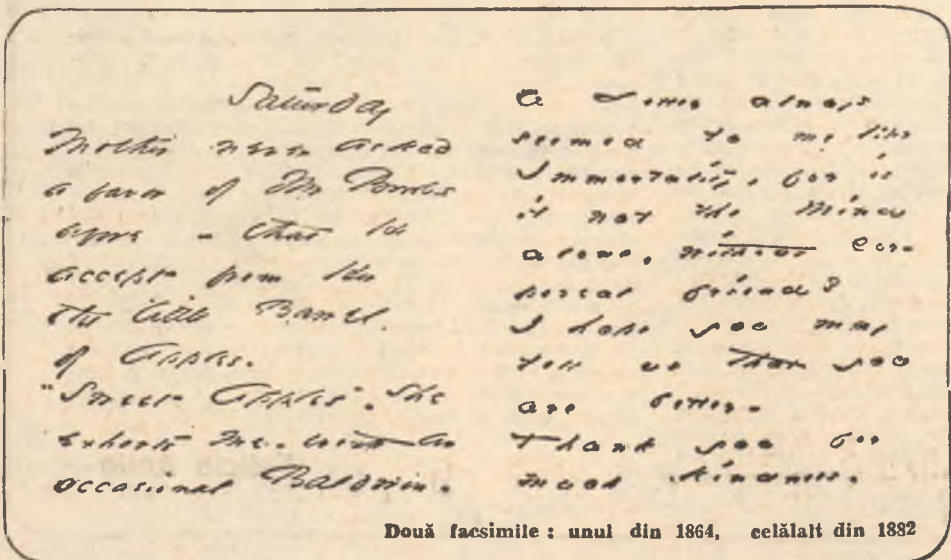 Saturday
Mother never asked
a favor of Mr Bowles
– that he
accept from her
the little Barrel
of Apples.
"Sweet Apples", she
exhorts me, with an
occasional Baldwin.
A Letter always
seemed to me like
Immortality, for is
it not the Mind
alone, without cor-
poreal friend?
I hope you may
tell us that you
are better.
Thank you for
much kindness.
Două facsimile : unul din 1864, celălalt din 1882